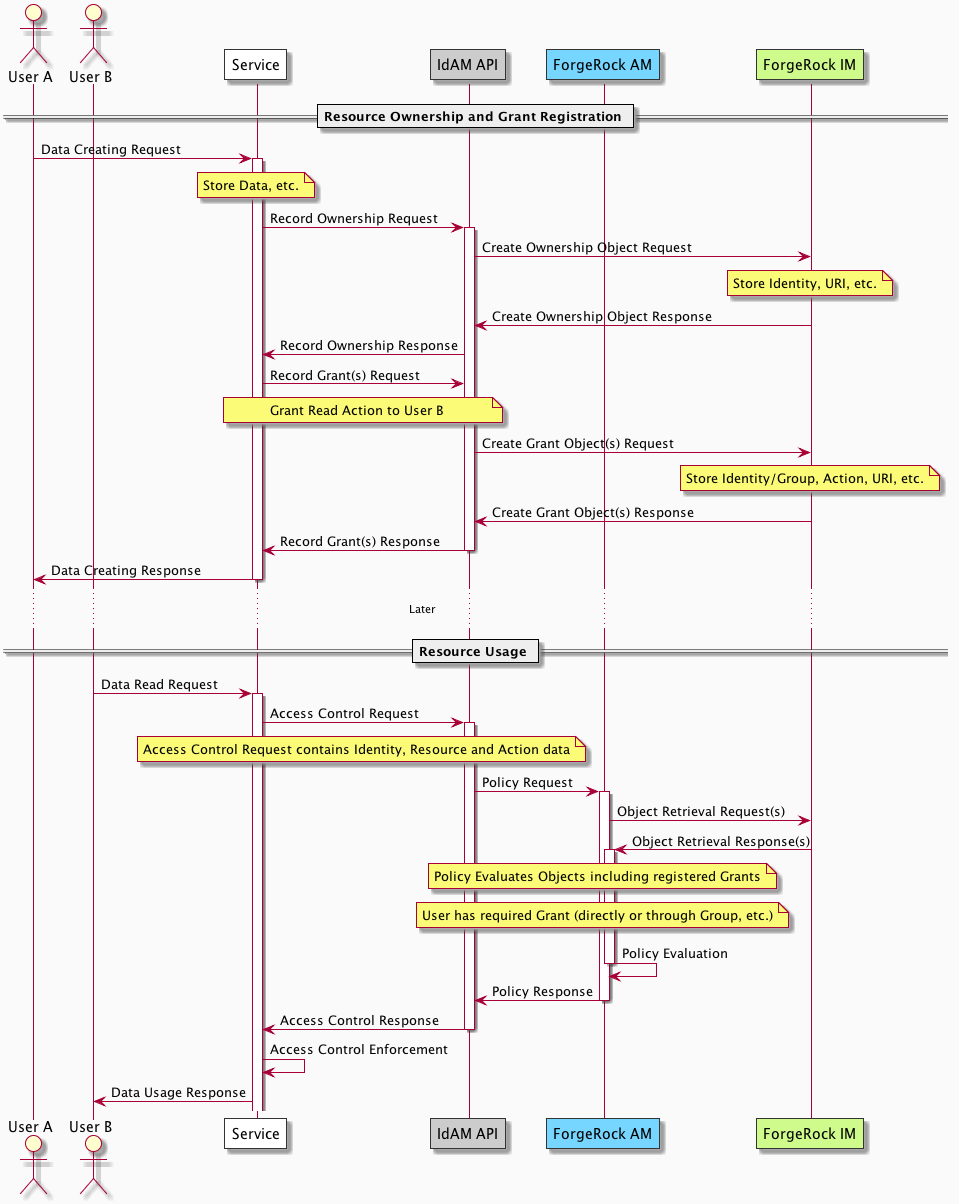 User A
User B
Service
IdAM API
ForgeRock AM
ForgeRock IM
Resource Ownership and Grant Registration
Data Creating Request
Store Data, etc.
Record Ownership Request
Create Ownership Object Request
Store Identity, URI, etc.
Create Ownership Object Response
Record Ownership Response
Record Grant(s) Request
Grant Read Action to User B
Create Grant Object(s) Request
Store Identity/Group, Action, URI, etc.
Create Grant Object(s) Response
Record Grant(s) Response
Data Creating Response
Later
Resource Usage
Data Read Request
Access Control Request
Access Control Request contains Identity, Resource and Action data
Policy Request
Object Retrieval Request(s)
Object Retrieval Response(s)
Policy Evaluates Objects including registered Grants
User has required Grant (directly or through Group, etc.)
Policy Evaluation
Policy Response
Access Control Response
Access Control Enforcement
Data Usage Response
User A
User B
Service
IdAM API
ForgeRock AM
ForgeRock IM